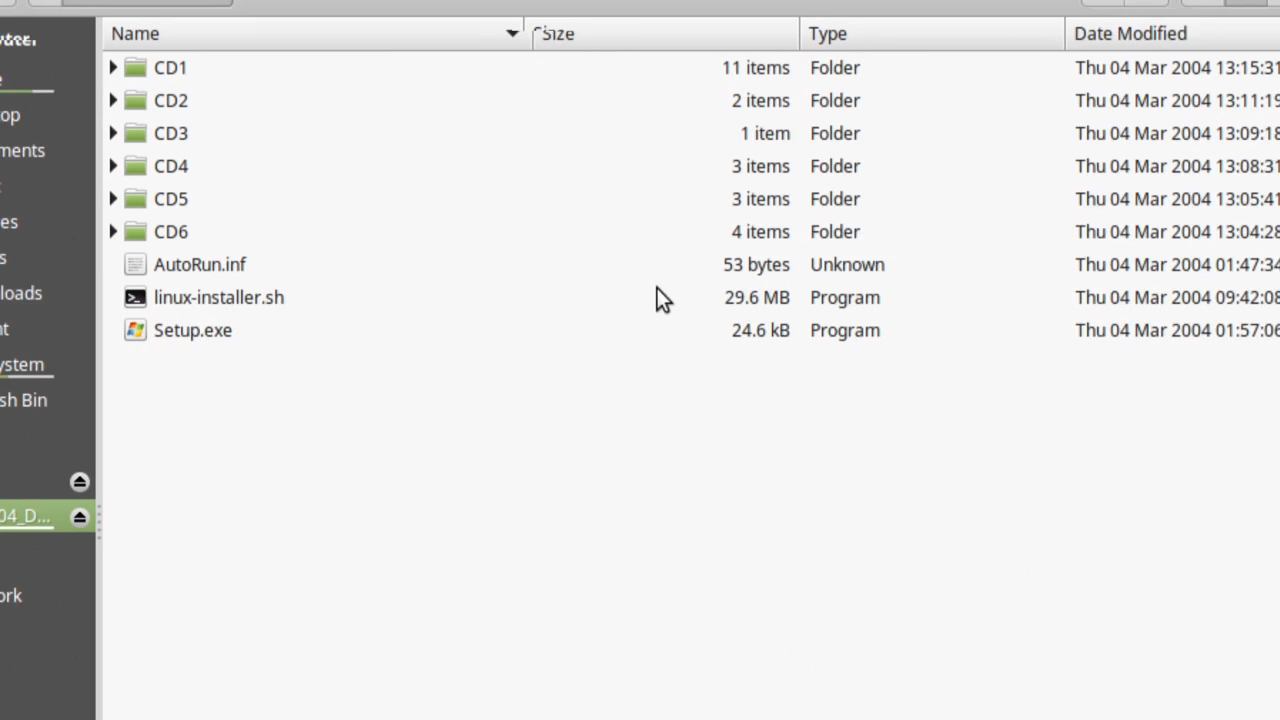 Name Size Type Date Modified
CD1 11 items Folder Thu 04 Mar 2004 13:15:31
CD2 2 items Folder Thu 04 Mar 2004 13:11:19
CD3 1 item Folder Thu 04 Mar 2004 13:09:18
top
CD4 3 items Folder Thu 04 Mar 2004 13:08:31
ments
CD5 3 items Folder Thu 04 Mar 2004 13:05:41
es
CD6 4 items Folder Thu 04 Mar 2004 13:04:28
s
AutoRun.inf 53 bytes Unknown Thu 04 Mar 2004 01:47:34
loads
linux-installer.sh 29.6 MB Program Thu 04 Mar 2004 09:42:08
nt
Setup.exe 24.6 kB Program Thu 04 Mar 2004 01:57:06
ystem
sh Bin
04_D...
ork